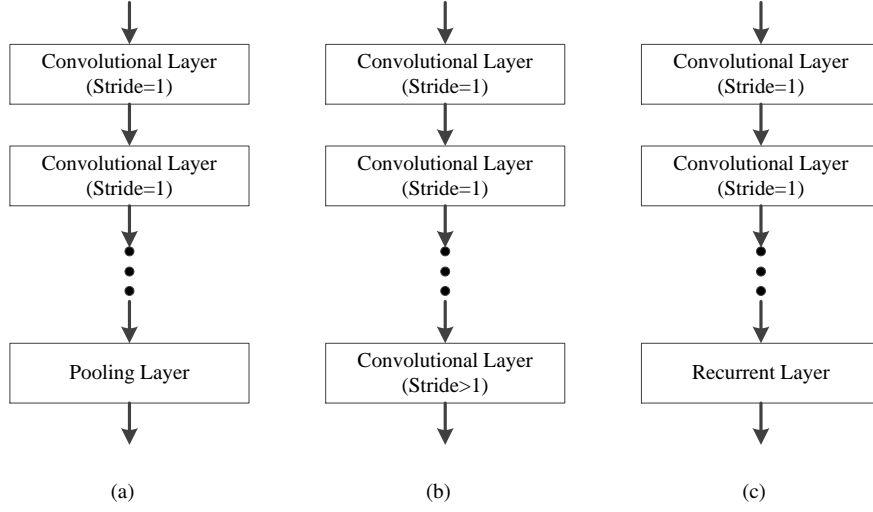 Convolutional Layer
(Stride=1)
Convolutional Layer
(Stride=1)
Pooling Layer
(a)
Convolutional Layer
(Stride=1)
Convolutional Layer
(Stride=1)
Convolutional Layer
(Stride>1)
(b)
Convolutional Layer
(Stride=1)
Convolutional Layer
(Stride=1)
Recurrent Layer
(c)